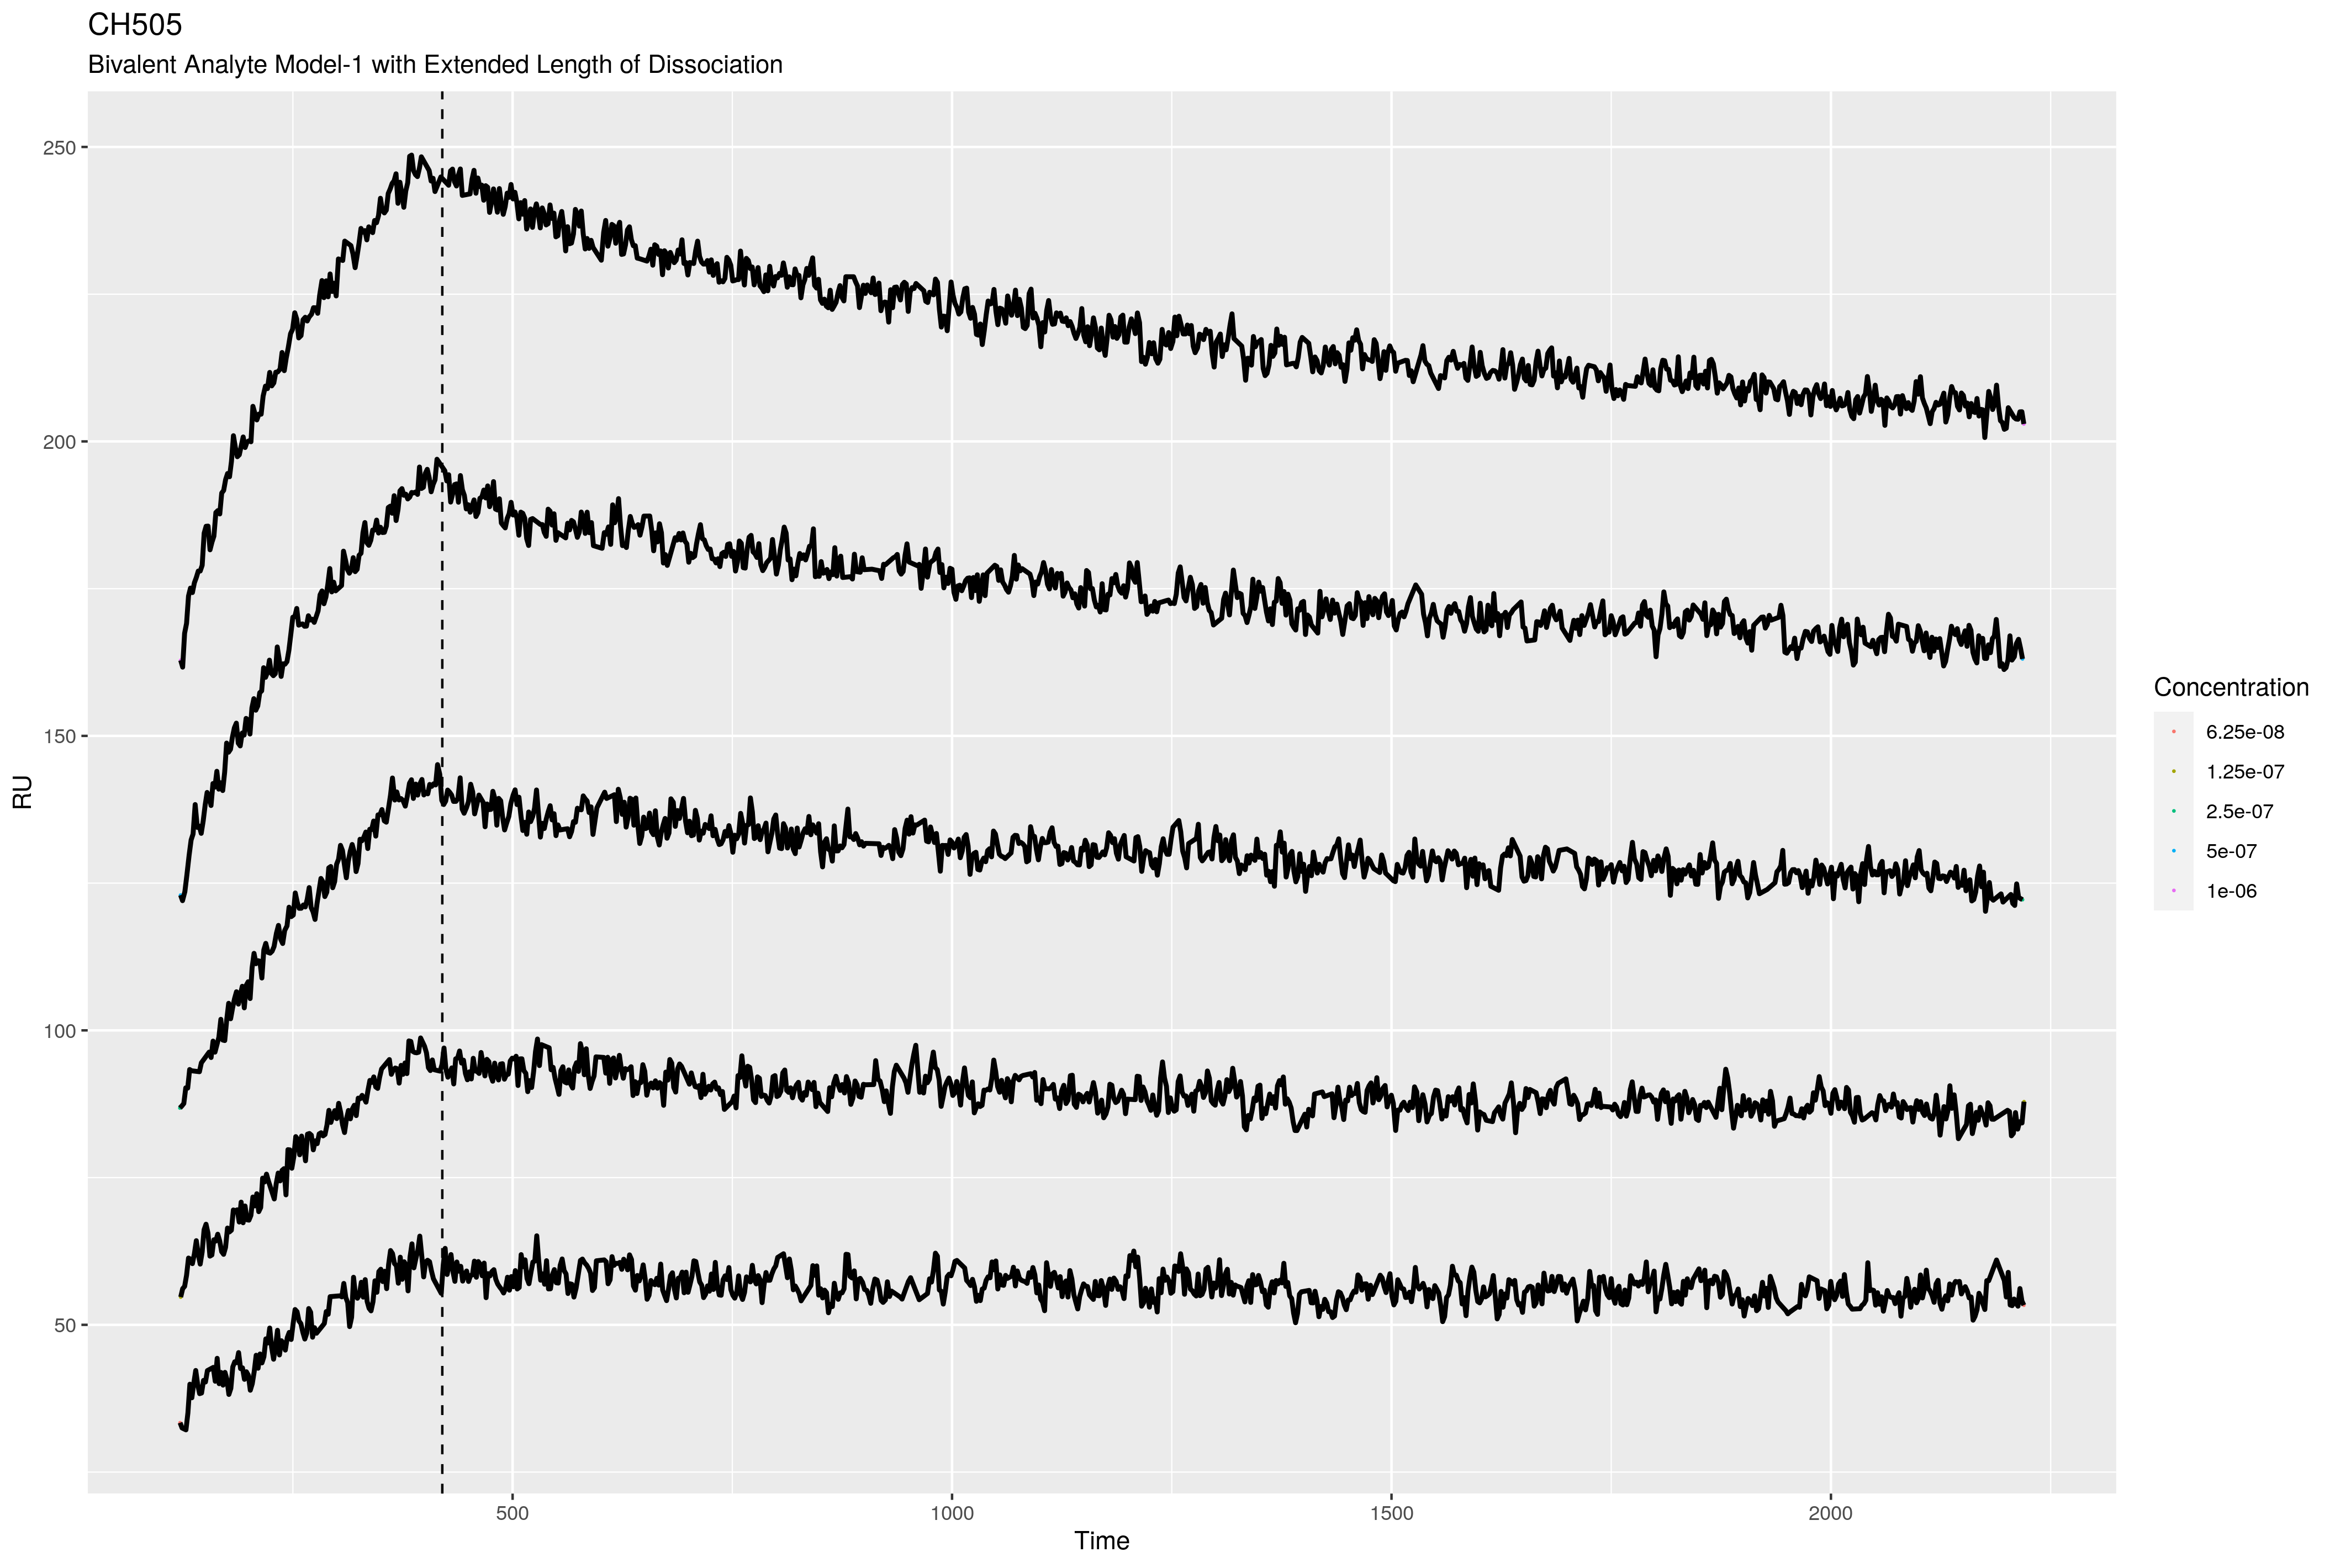 CH505
Bivalent Analyte Model-1 with Extended Length of Dissociation
250
200
150
100
50
RU
500
1000
1500
2000
Time
Concentration
6.25e-08
1.25e-07
2.5e-07
5e-07
1e-06